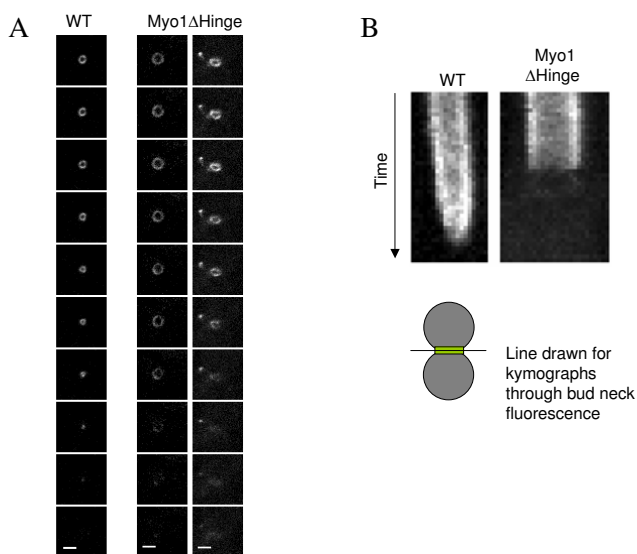 A
WT
Myo1ΔHinge
B
WT
Myo1
ΔHinge
Time
Line drawn for
kymographs
through bud neck
fluorescence